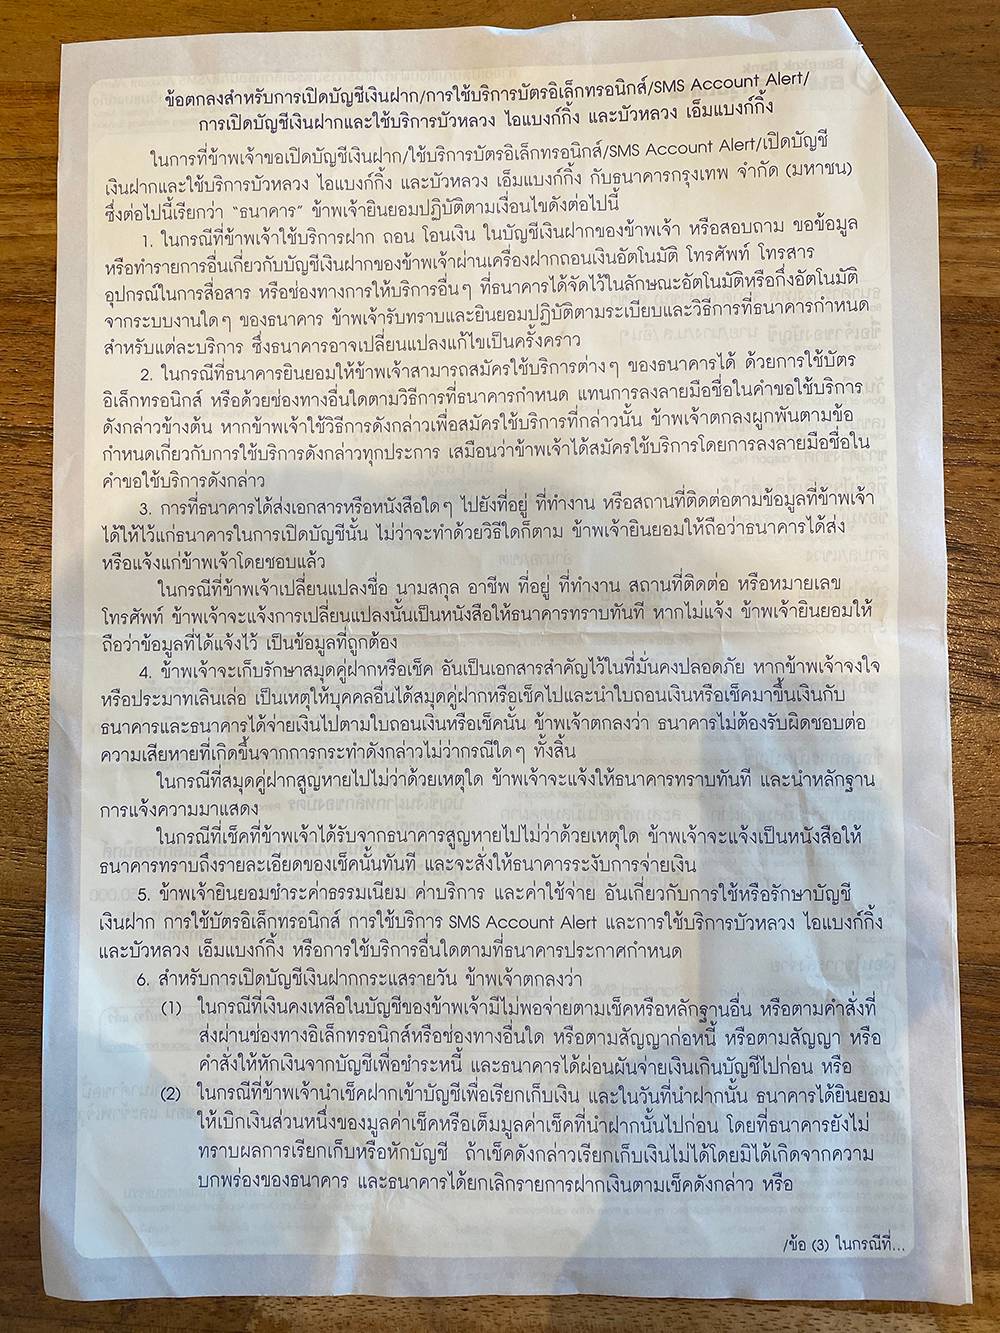 ข้อตกลงสำหรับการเปิดบัญชีเงินฝาก/การใช้บริการบัตรอิเล็กทรอนิกส์/SMS Account Alert/
การเปิดบัญชีเงินฝากและใช้บริการบัวหลวง ไอแบงก์กิ้ง และบัวหลวง เอ็มแบงก์กิ้ง
ในการที่ข้าพเจ้าขอเปิดบัญชีเงินฝาก/ใช้บริการบัตรอิเล็กทรอนิกส์/SMS Account Alert/เปิดบัญชี
เงินฝากและใช้บริการบัวหลวง ไอแบงก์กิ้ง และบัวหลวง เอ็มแบงก์กิ้ง กับธนาคารกรุงเทพ จำกัด (มหาชน)
ซึ่งต่อไปนี้เรียกว่า “ธนาคาร” ข้าพเจ้ายินยอมปฏิบัติตามเงื่อนไขดังต่อไปนี้
1. ในกรณีที่ข้าพเจ้าใช้บริการฝาก ถอน โอนเงิน ในบัญชีเงินฝากของข้าพเจ้า หรือสอบถาม ขอข้อมูล
หรือทำรายการอื่นเกี่ยวกับบัญชีเงินฝากของข้าพเจ้าผ่านเครื่องฝากถอนเงินอัตโนมัติ โทรศัพท์ โทรสาร
อุปกรณ์ในการสื่อสาร หรือช่องทางการให้บริการอื่นๆ ที่ธนาคารได้จัดไว้ในลักษณะอัตโนมัติหรือกึ่งอัตโนมัติ
จากระบบงานใดๆ ของธนาคาร ข้าพเจ้ารับทราบและยินยอมปฏิบัติตามระเบียบและวิธีการที่ธนาคารกำหนด
สำหรับแต่ละบริการ ซึ่งธนาคารอาจเปลี่ยนแปลงแก้ไขเป็นครั้งคราว
2. ในกรณีที่ธนาคารยินยอมให้ข้าพเจ้าสามารถสมัครใช้บริการต่างๆ ของธนาคารได้ ด้วยการใช้บัตร
อิเล็กทรอนิกส์ หรือด้วยช่องทางอื่นใดตามวิธีการที่ธนาคารกำหนด แทนการลงลายมือชื่อในคำขอใช้บริการ
ดังกล่าวข้างต้น หากข้าพเจ้าใช้วิธีการดังกล่าวเพื่อสมัครใช้บริการที่กล่าวนั้น ข้าพเจ้าตกลงผูกพันตามข้อ
กำหนดเกี่ยวกับการใช้บริการดังกล่าวทุกประการ เสมือนว่าข้าพเจ้าได้สมัครใช้บริการโดยการลงลายมือชื่อใน
คำขอใช้บริการดังกล่าว
3. การที่ธนาคารได้ส่งเอกสารหรือหนังสือใดๆ ไปยังที่อยู่ ที่ทำงาน หรือสถานที่ติดต่อตามข้อมูลที่ข้าพเจ้า
ได้ให้ไว้แก่ธนาคารในการเปิดบัญชีนั้น ไม่ว่าจะทำด้วยวิธีใดก็ตาม ข้าพเจ้ายินยอมให้ถือว่าธนาคารได้ส่ง
หรือแจ้งแก่ข้าพเจ้าโดยชอบแล้ว
ในกรณีที่ข้าพเจ้าเปลี่ยนแปลงชื่อ นามสกุล อาชีพ ที่อยู่ ที่ทำงาน สถานที่ติดต่อ หรือหมายเลข
โทรศัพท์ ข้าพเจ้าจะแจ้งการเปลี่ยนแปลงนั้นเป็นหนังสือให้ธนาคารทราบทันที หากไม่แจ้ง ข้าพเจ้ายินยอมให้
ถือว่าข้อมูลที่ได้แจ้งไว้ เป็นข้อมูลที่ถูกต้อง
4. ข้าพเจ้าจะเก็บรักษาสมุดคู่ฝากหรือเช็ค อันเป็นเอกสารสำคัญไว้ในที่มั่นคงปลอดภัย หากข้าพเจ้าจงใจ
หรือประมาทเลินเล่อ เป็นเหตุให้บุคคลอื่นได้สมุดคู่ฝากหรือเช็คไปและนำใบถอนเงินหรือเช็คมาขึ้นเงินกับ
ธนาคารและธนาคารได้จ่ายเงินไปตามใบถอนเงินหรือเช็คนั้น ข้าพเจ้าตกลงว่า ธนาคารไม่ต้องรับผิดชอบต่อ
ความเสียหายที่เกิดขึ้นจากการกระทำดังกล่าวไม่ว่ากรณีใดๆ ทั้งสิ้น
ในกรณีที่สมุดคู่ฝากสูญหายไปไม่ว่าด้วยเหตุใด ข้าพเจ้าจะแจ้งให้ธนาคารทราบทันที และนำหลักฐาน
การแจ้งความมาแสดง
ในกรณีที่เช็คที่ข้าพเจ้าได้รับจากธนาคารสูญหายไปไม่ว่าด้วยเหตุใด ข้าพเจ้าจะแจ้งเป็นหนังสือให้
ธนาคารทราบถึงรายละเอียดของเช็คนั้นทันที และจะสั่งให้ธนาคารระงับการจ่ายเงิน
5. ข้าพเจ้ายินยอมชำระค่าธรรมเนียม ค่าบริการ และค่าใช้จ่าย อันเกี่ยวกับการใช้หรือรักษาบัญชี
เงินฝาก การใช้บัตรอิเล็กทรอนิกส์ การใช้บริการ SMS Account Alert และการใช้บริการบัวหลวง ไอแบงก์กิ้ง
และบัวหลวง เอ็มแบงก์กิ้ง หรือการใช้บริการอื่นใดตามที่ธนาคารประกาศกำหนด
6. สำหรับการเปิดบัญชีเงินฝากกระแสรายวัน ข้าพเจ้าตกลงว่า
(1) ในกรณีที่เงินคงเหลือในบัญชีของข้าพเจ้ามีไม่พอจ่ายตามเช็คหรือหลักฐานอื่น หรือตามคำสั่งที่
ส่งผ่านช่องทางอิเล็กทรอนิกส์หรือช่องทางอื่นใด หรือตามสัญญาก่อหนี้ หรือตามสัญญา หรือ
คำสั่งให้หักเงินจากบัญชีเพื่อชำระหนี้ และธนาคารได้ผ่อนผันจ่ายเงินเกินบัญชีไปก่อน หรือ
(2) ในกรณีที่ข้าพเจ้านำเช็คฝากเข้าบัญชีเพื่อเรียกเก็บเงิน และในวันที่นำฝากนั้น ธนาคารได้ยินยอม
ให้เบิกเงินส่วนหนึ่งของมูลค่าเช็คหรือเต็มมูลค่าเช็คที่นำฝากนั้นไปก่อน โดยที่ธนาคารยังไม่
ทราบผลการเรียกเก็บหรือหักบัญชี ถ้าเช็คดังกล่าวเรียกเก็บเงินไม่ได้โดยมิได้เกิดจากความ
บกพร่องของธนาคาร และธนาคารได้ยกเลิกรายการฝากเงินตามเช็คดังกล่าว หรือ
/ข้อ (3) ในกรณีที่...